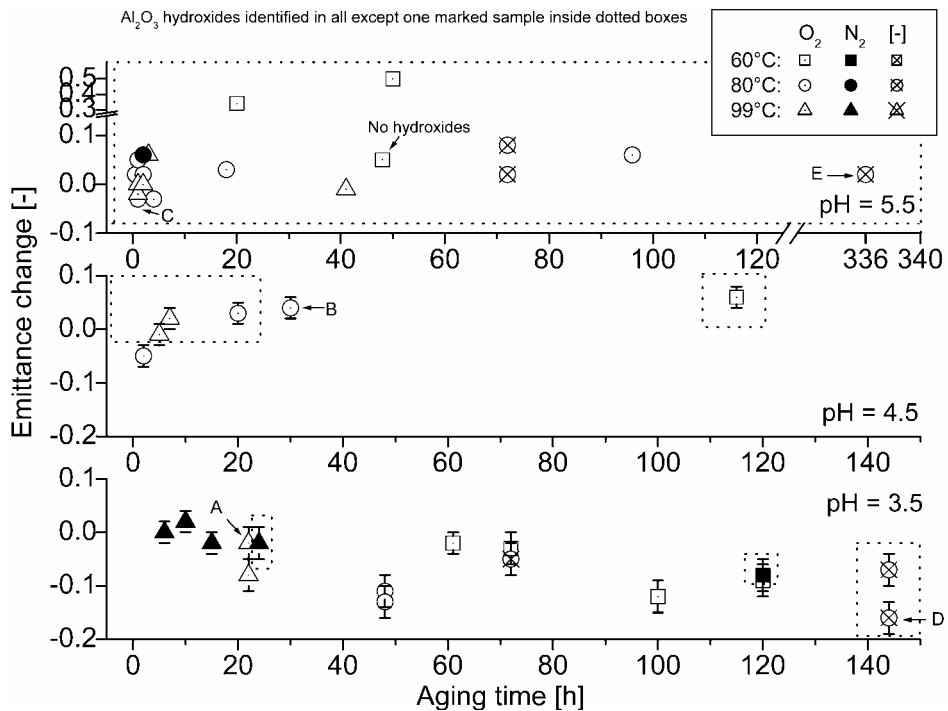 Al₂O₃ hydroxides identified in all except one marked sample inside dotted boxes
O₂ N₂ [-]
60°C:
80°C:
99°C:
0.5
0.4
0.3
0.1
0.0
-0.1
No hydroxides
C
E
pH = 5.5
0 20 40 60 80 100 120 336 340
0.1
0.0
-0.1
-0.2
B
pH = 4.5
0 20 40 60 80 100 120 140
0.0
-0.1
-0.2
A
D
pH = 3.5
0 20 40 60 80 100 120 140
Emittance change [-]
Aging time [h]